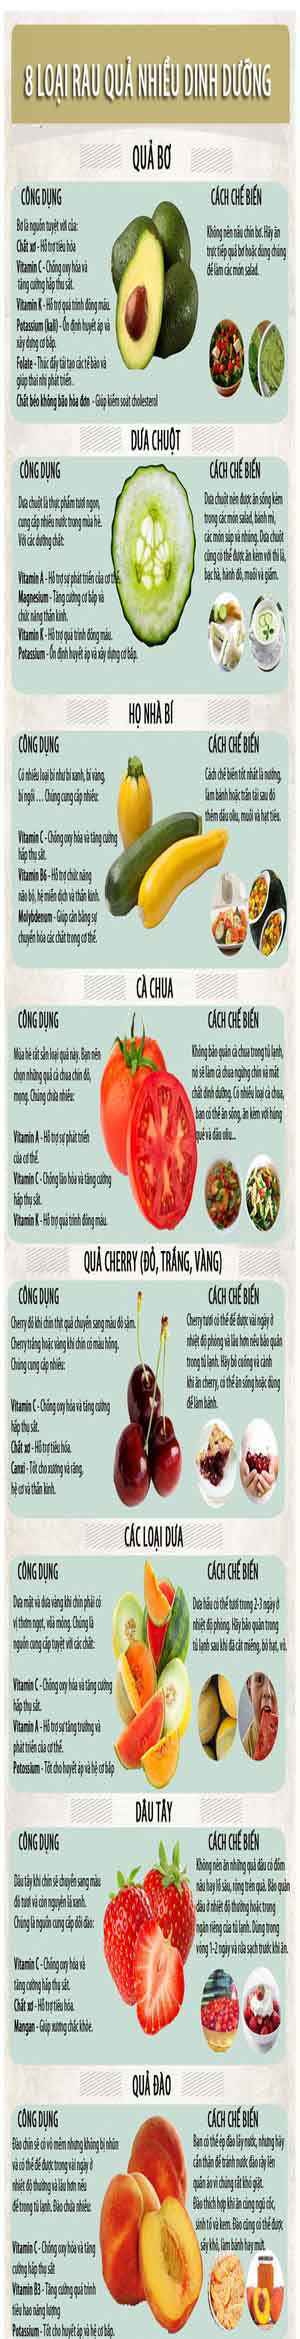 8 LOẠI RAU QUẢ NHIỀU DINH DƯỠNG
QUẢ BƠ
CÔNG DỤNG
Bơ là nguồn tuyệt vời của:
Chất xơ - Hỗ trợ tiêu hóa
Vitamin C - Chống oxy hóa và
tăng cường hấp thu sắt.
Vitamin K - Hỗ trợ quá trình đông máu.
Potassium (kali) - Ổn định huyết áp và
xây dựng cơ bắp.
Folate - Thúc đẩy tái tạo các tế bào và
giúp thai nhi phát triển.
Chất béo không bão hòa đơn - Giúp kiểm soát cholesterol
CÁCH CHẾ BIẾN
Không nên nấu chín bơ. Hãy ăn
trực tiếp quả bơ hoặc dùng chúng
để làm các món salad.
DƯA CHUỘT
CÔNG DỤNG
Dưa chuột là thực phẩm tươi ngon,
cung cấp nhiều nước trong mùa hè.
Với các dưỡng chất:
Vitamin A - Hỗ trợ sự phát triển của cơ thể.
Magnesium - Tăng cường cơ bắp và
chức năng thần kinh.
Vitamin K - Hỗ trợ quá trình đông máu.
Potassium - Ổn định huyết áp và xây dựng cơ bắp.
CÁCH CHẾ BIẾN
Dưa chuột nên được ăn sống kèm
trong các món salad, bánh mì,
các món súp và nhúng. Dưa chuột
cũng có thể được ăn kèm với thì là,
bạc hà, hành đỏ, muối và giấm.
HỌ NHÀ BÍ
CÔNG DỤNG
Có nhiều loại bí như bí xanh, bí vàng,
bí ngòi ... Chúng cung cấp nhiều:
Vitamin C - Chống oxy hóa và tăng cường
hấp thu sắt.
Vitamin B6 - Hỗ trợ chức năng
não bộ, hệ miễn dịch và thần kinh.
Molybdenum - Giúp cân bằng sự
chuyển hóa các chất trong cơ thể.
CÁCH CHẾ BIẾN
Cách chế biến tốt nhất là nướng,
làm bánh hoặc trần tái sau đó
thêm dầu oliu, muối và hạt tiêu.
CÀ CHUA
CÔNG DỤNG
Mùa hè rất sẵn loại quả này. Bạn nên
chọn những quả cà chua chín đỏ,
mọng. Chúng chứa nhiều:
Vitamin A - Hỗ trợ sự phát triển
của cơ thể.
Vitamin C - Chống lão hóa và tăng cường
hấp thu sắt.
Vitamin K - Hỗ trợ quá trình đông máu.
CÁCH CHẾ BIẾN
Không bảo quản cà chua trong tủ lạnh,
nó sẽ làm cà chua ngừng chín và mất
chất dinh dưỡng. Có nhiều loại cà chua,
bạn có thể ăn sống, ăn kèm với húng
quế và dầu oliu...
QUẢ CHERRY (ĐỎ, TRẮNG, VÀNG)
CÔNG DỤNG
Cherry đỏ khi chín thịt quả chuyển sang màu đỏ sẫm.
Cherry trắng hoặc vàng khi chín có màu hồng.
Chúng cung cấp nhiều:
Vitamin C - Chống oxy hóa và tăng cường
hấp thu sắt.
Chất xơ - Hỗ trợ tiêu hóa.
Canxi - Tốt cho xương và răng,
hệ cơ và thần kinh.
CÁCH CHẾ BIẾN
Cherry tươi có thể để được vài ngày ở
nhiệt độ phòng và lâu hơn nếu bảo quản
trong tủ lạnh. Hãy bỏ cuống và cành
khi ăn cherry, có thể ăn sống hoặc dùng
để làm bánh.
CÁC LOẠI DƯA
CÔNG DỤNG
Dưa mật và dưa vàng khi chín phải có
vị thơm ngọt, vừa mỏng. Chúng là
nguồn cung cấp tuyệt với các chất:
Vitamin C - Chống oxy hóa và tăng cường
hấp thu sắt.
Vitamin A - Hỗ trợ sự tăng trưởng và
phát triển của cơ thể.
Potossium - Tốt cho huyết áp và hệ cơ bắp
CÁCH CHẾ BIẾN
Dưa hấu có thể tươi trong 2-3 ngày ở
nhiệt độ phòng. Hãy bảo quản trong
tủ lạnh sau khi đã cắt miếng, bỏ hạt, vỏ.
DÂU TÂY
CÔNG DỤNG
Dâu tây khi chín sẽ chuyển sang màu
đỏ tươi và còn nguyên lá xanh.
Chúng là nguồn cung cấp dồi dào:
Vitamin C - Chống oxy hóa và
tăng cường hấp thu sắt.
Chất xơ - Hỗ trợ tiêu hóa.
Mangan - Giúp xương chắc khỏe.
CÁCH CHẾ BIẾN
Không nên ăn những quả dâu có đốm
nâu hay lỗ sâu, rỗng trên quả. Bảo quản
dâu ở nhiệt độ thường hoặc trong
ngăn riêng của tủ lạnh. Dùng trong
vòng 1-2 ngày và rửa sạch trước khi ăn.
QUẢ ĐÀO
CÔNG DỤNG
Đào chín sẽ có vỏ mềm nhưng không bị nhũn
và có thể để được trong vài ngày ở
nhiệt độ thường và lâu hơn nếu
để trong tủ lạnh. Đào chứa nhiều:
Vitamin C - Chống oxy hóa và tăng
cường hấp thu sắt
Vitamin B3 - Tăng cường quá trình
tiêu hao năng lượng
Potassium - Tốt cho huyết áp và hệ cơ bắp.
CÁCH CHẾ BIẾN
Bạn có thể ép đào lấy nước, nhưng hãy
cẩn thận để tránh nước đào rây lên
quần áo vì chúng rất khó giặt.
Đào thích hợp khi ăn cùng ngũ cốc,
sinh tố và kem. Đào cũng có thể được
sấy khô, làm bánh hay mứt.